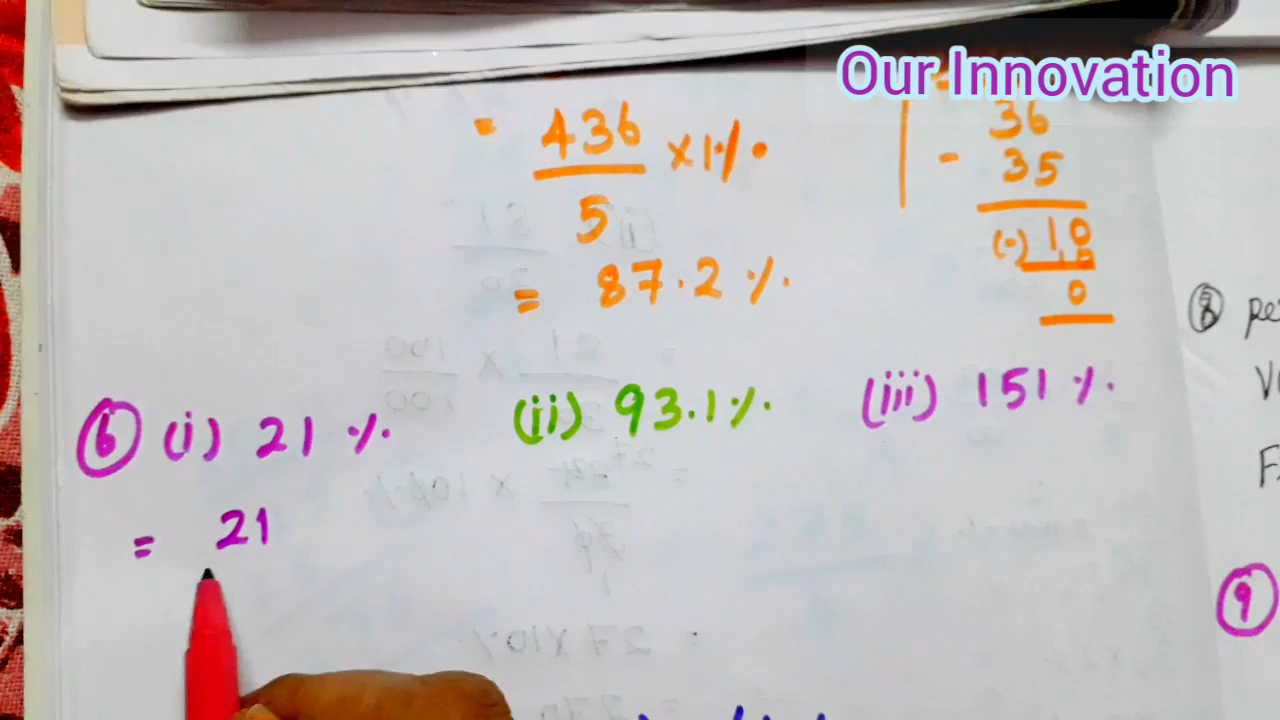 Our Innovation
= 436/5 × 1%
36
- 35
10
(-) 10
0
= 87.2 %
⑥ (i) 21 % (ii) 93.1 % (iii) 151 %
= 21
⑧
⑨